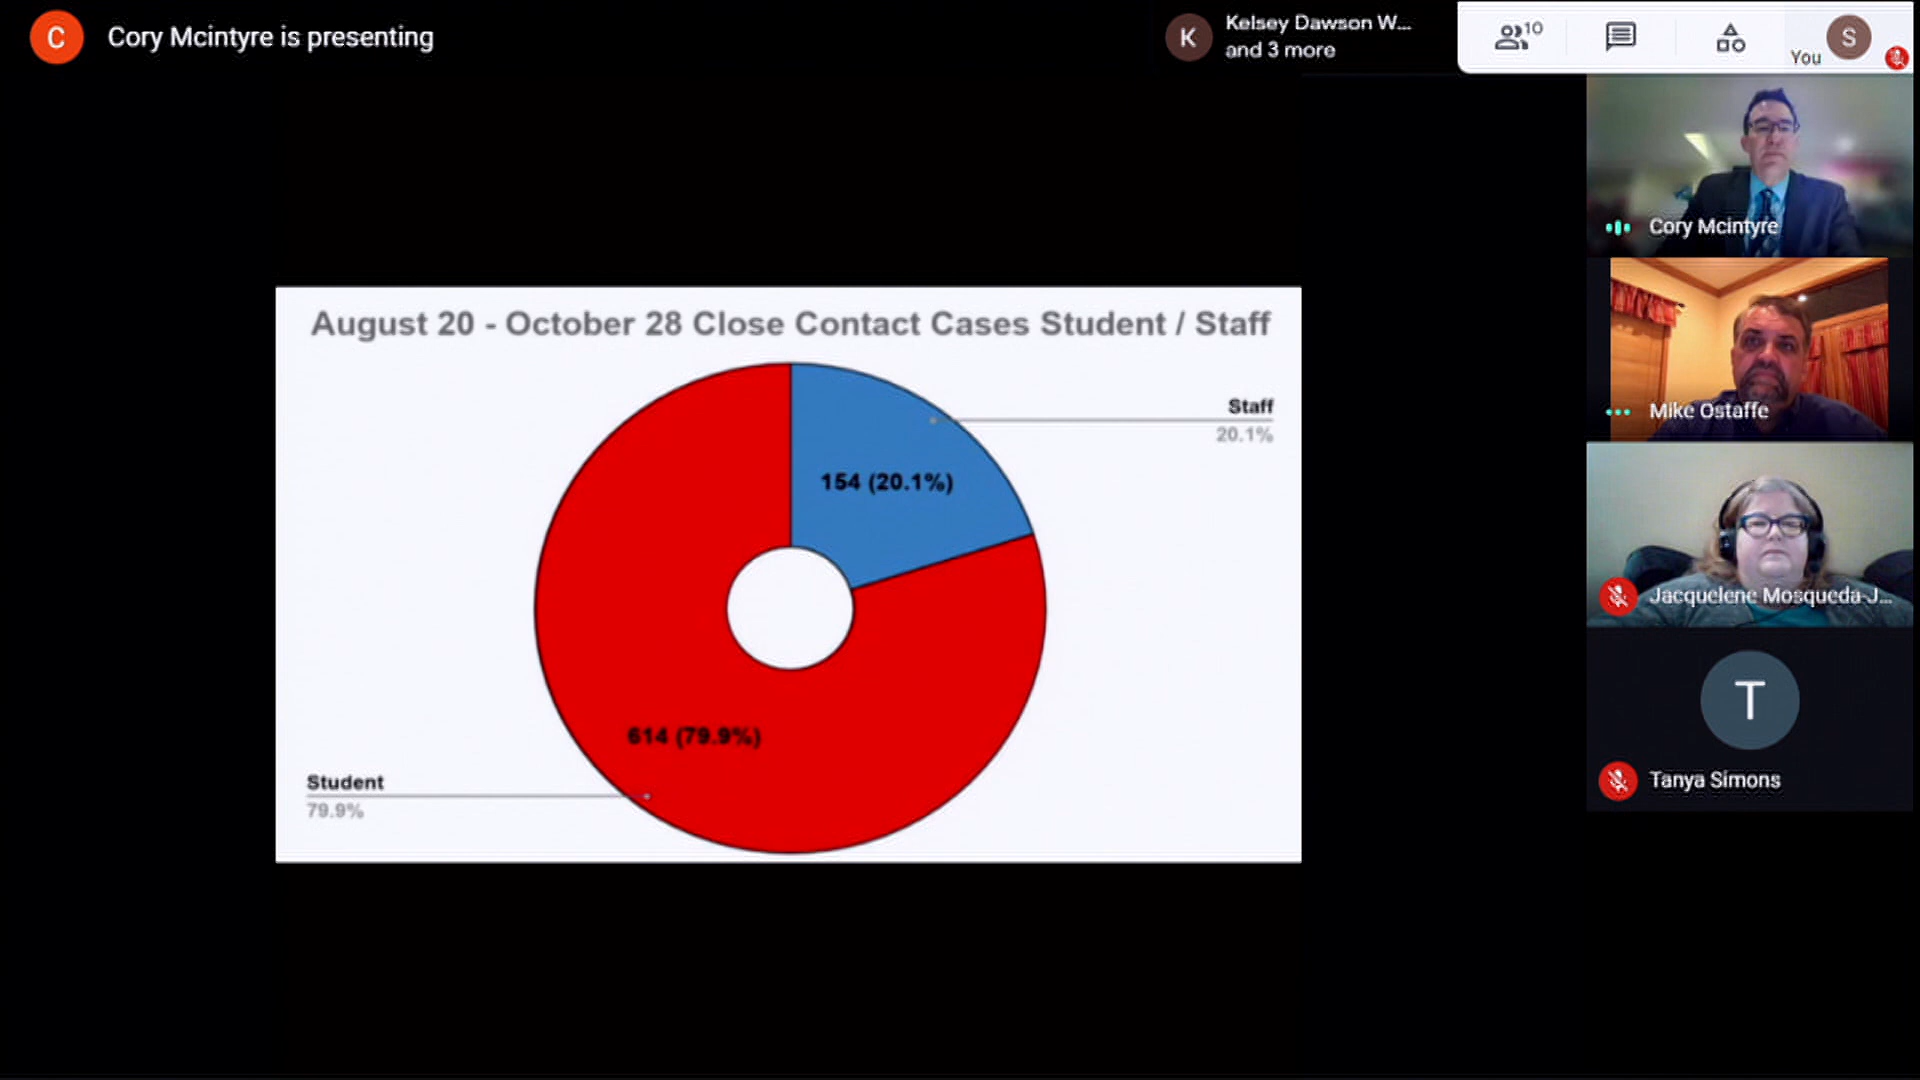 C
Cory Mcintyre is presenting
K
Kelsey Dawson W...
and 3 more
10
You
S
Cory Mcintyre
Mike Ostaffe
Jacquelene Mosqueda-J...
T
Tanya Simons
August 20 - October 28 Close Contact Cases Student / Staff
Staff
20.1%
154 (20.1%)
614 (79.9%)
Student
79.9%